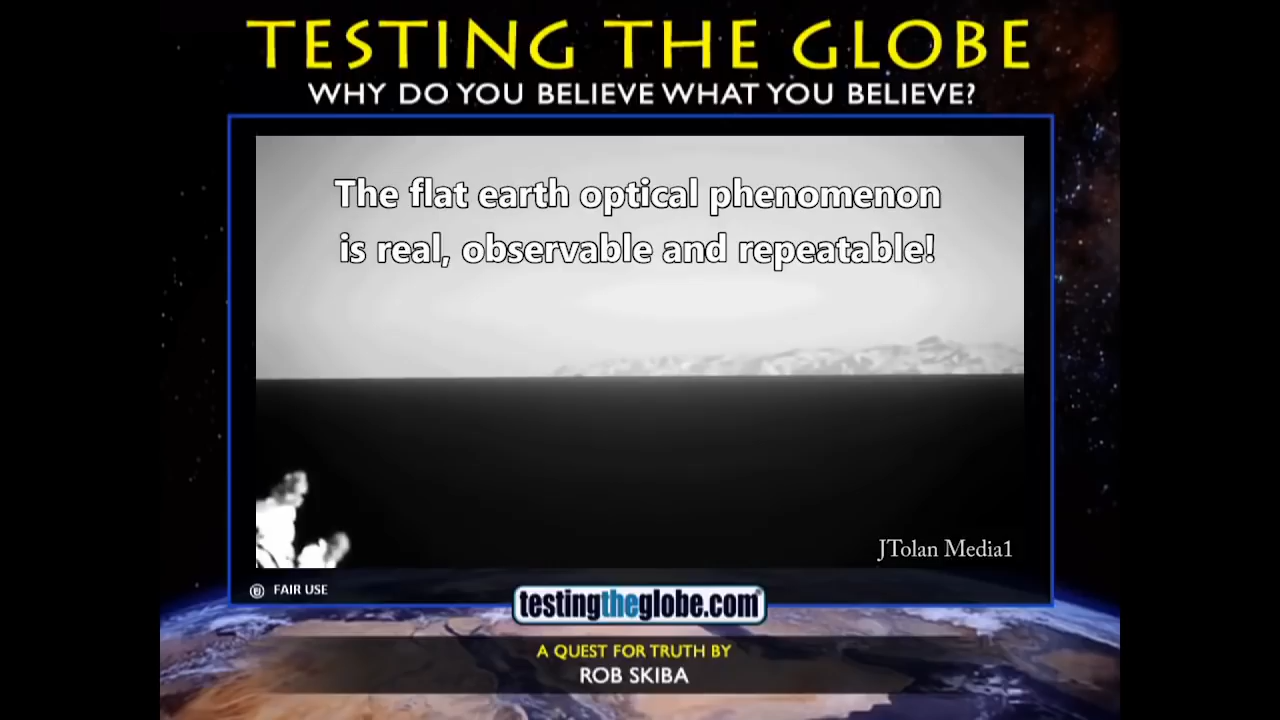 TESTING THE GLOBE
WHY DO YOU BELIEVE WHAT YOU BELIEVE?
The flat earth optical phenomenon
is real, observable and repeatable!
JTolan Media1
FAIR USE
testingtheglobe.com
A QUEST FOR TRUTH BY
ROB SKIBA